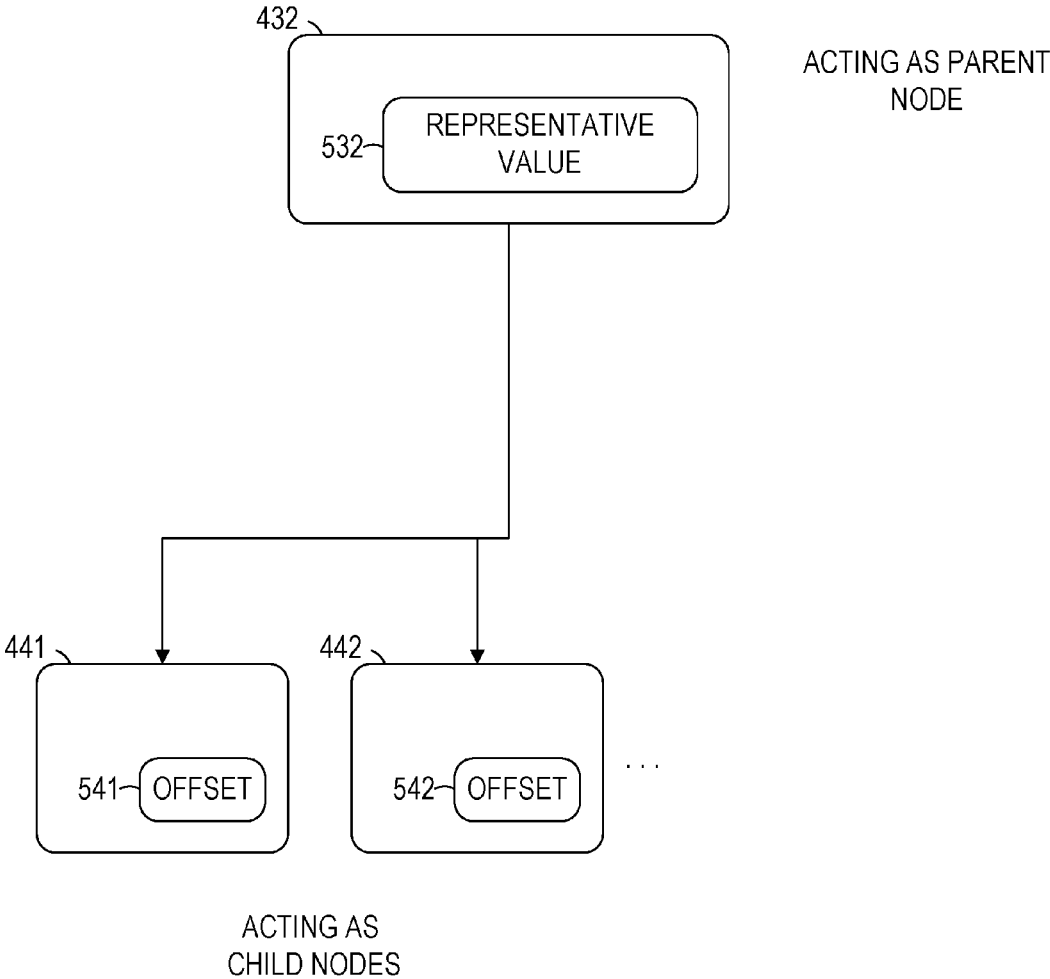 432
ACTING AS PARENT
NODE
532
REPRESENTATIVE
VALUE
441
442
541
OFFSET
542
OFFSET
. . .
ACTING AS
CHILD NODES